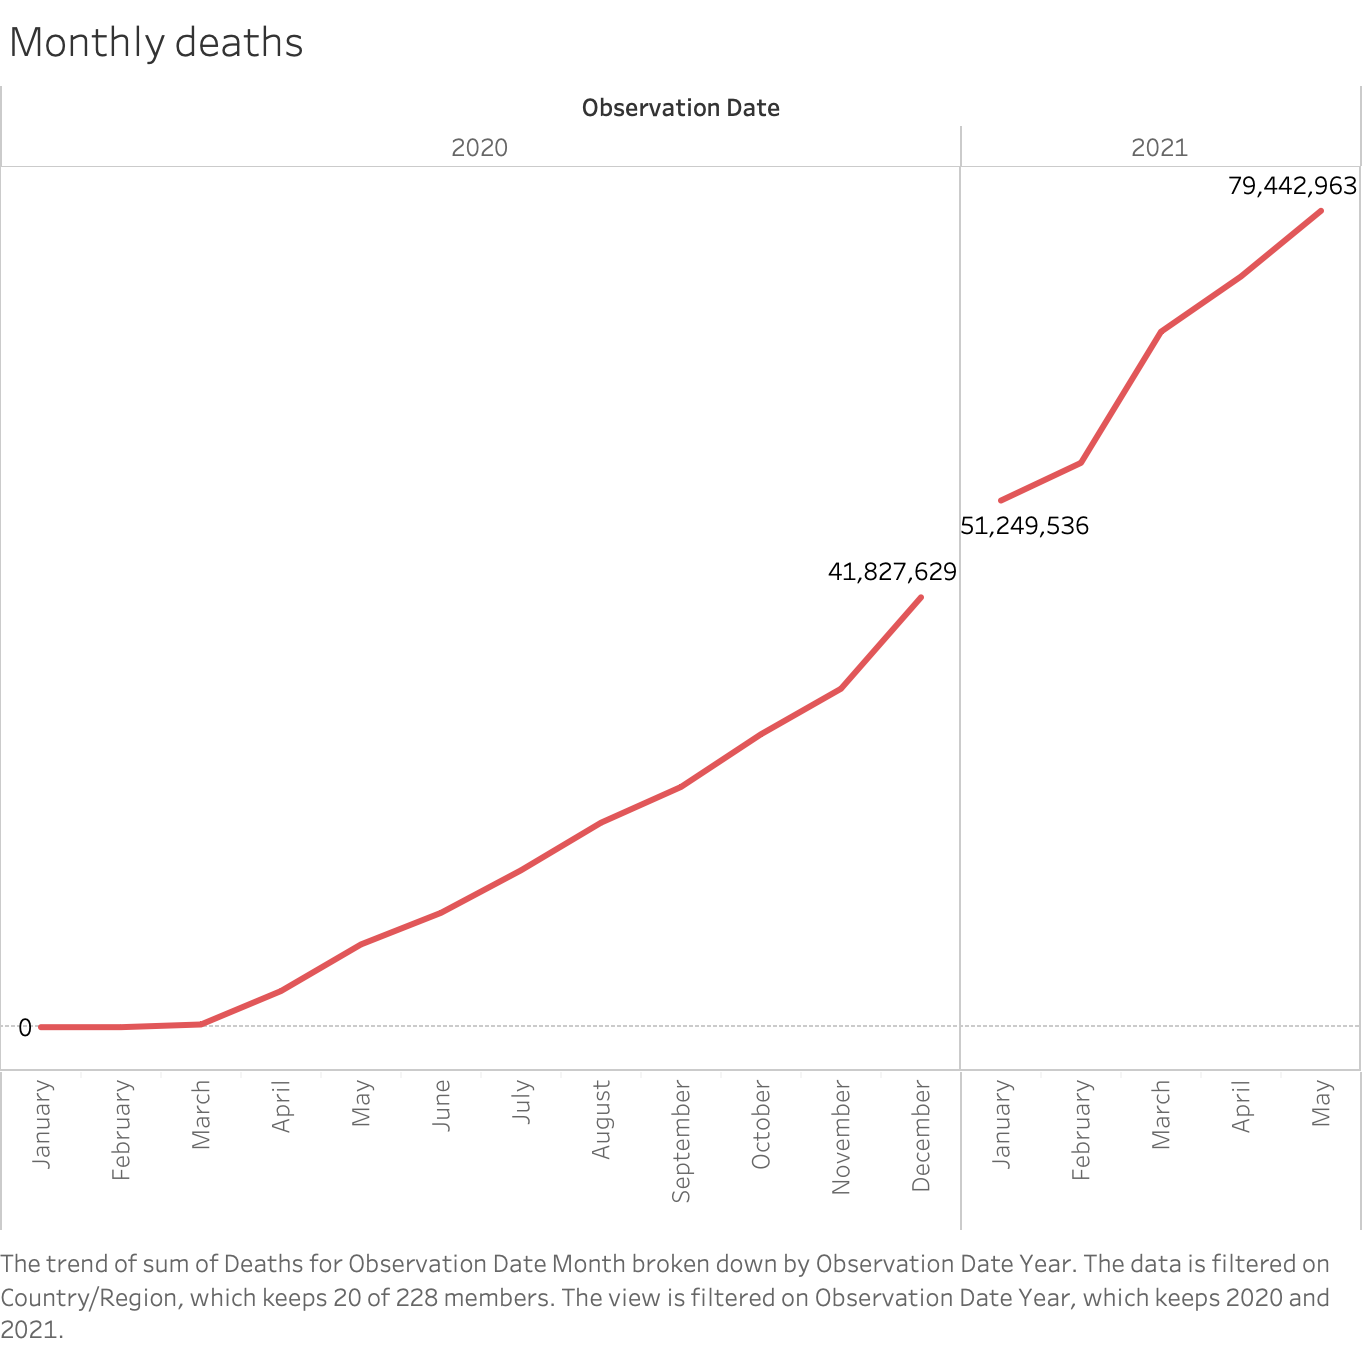 Monthly deaths
Observation Date
2020
2021
79,442,963
51,249,536
41,827,629
0
January
February
March
April
May
June
July
August
September
October
November
December
January
February
March
April
May
The trend of sum of Deaths for Observation Date Month broken down by Observation Date Year. The data is filtered on
Country/Region, which keeps 20 of 228 members. The view is filtered on Observation Date Year, which keeps 2020 and
2021.